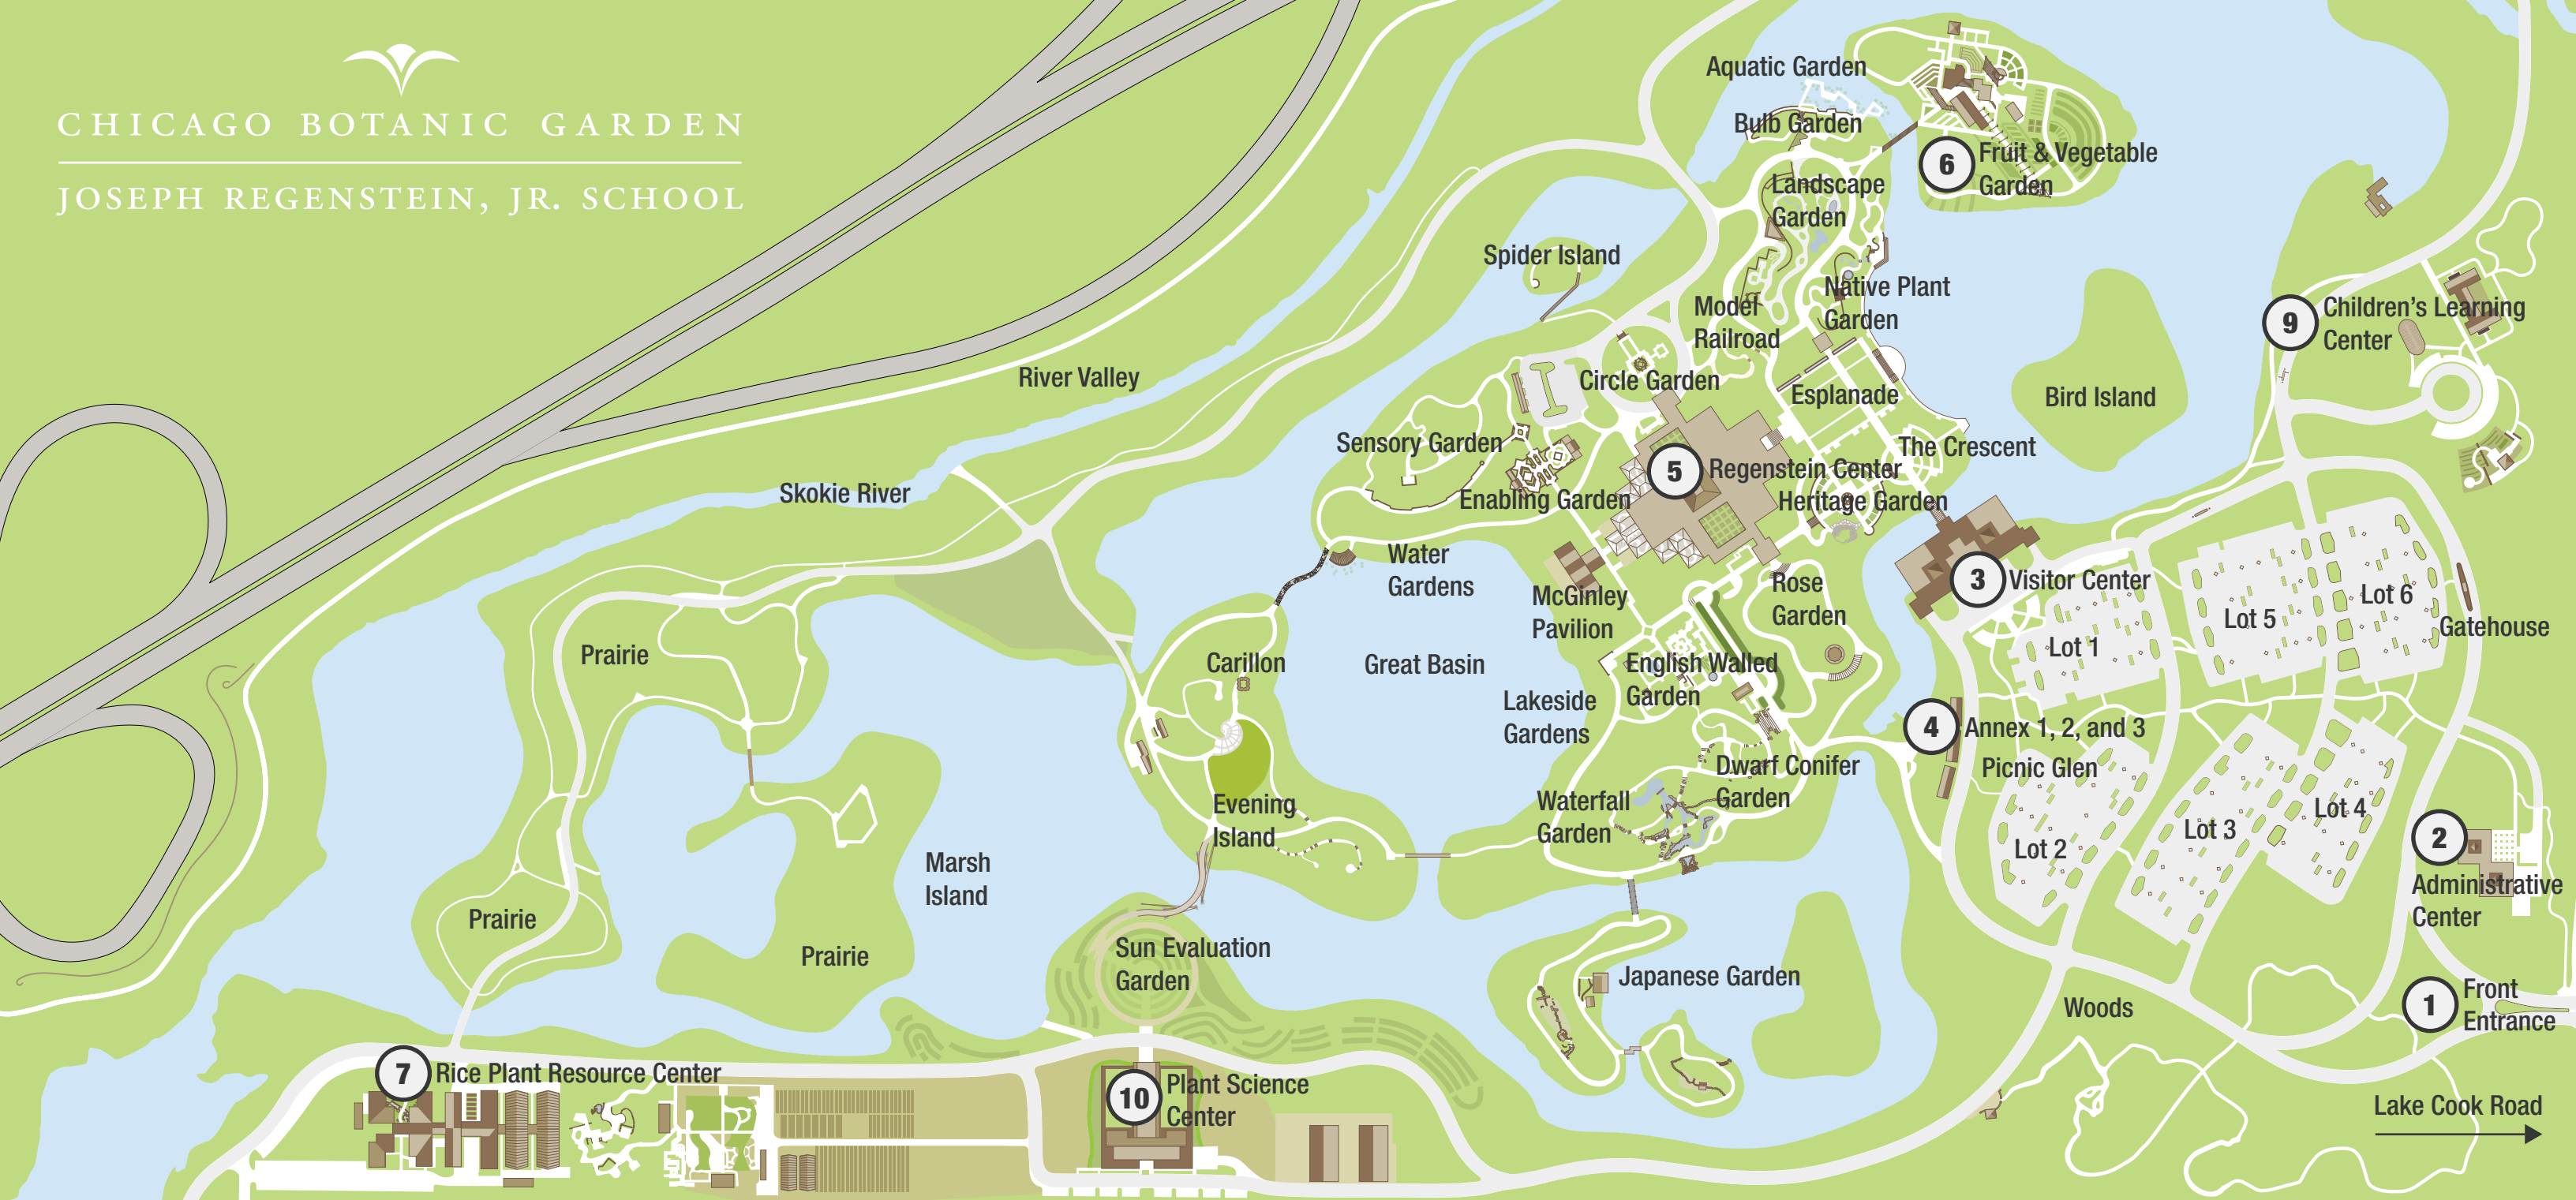 CHICAGO BOTANIC GARDEN
JOSEPH REGENSTEIN, JR. SCHOOL
Aquatic Garden
Bulb Garden
6
Fruit & Vegetable
Garden
Landscape
Garden
Spider Island
Native Plant
Garden
Model
Railroad
9
Children's Learning
Center
River Valley
Circle Garden
Esplanade
Bird Island
Sensory Garden
The Crescent
5
Regenstein Center
Skokie River
Enabling Garden
Heritage Garden
Water
Gardens
3
Visitor Center
Rose
Garden
McGinley
Pavilion
Lot 6
Lot 5
Gatehouse
Lot 1
Prairie
Carillon
Great Basin
English Walled
Garden
Lakeside
Gardens
4
Annex 1, 2, and 3
Picnic Glen
Dwarf Conifer
Garden
Waterfall
Garden
Evening
Island
Lot 4
Lot 3
Lot 2
2
Administrative
Center
Marsh
Island
Prairie
Prairie
Sun Evaluation
Garden
Japanese Garden
Woods
1
Front
Entrance
7
Rice Plant Resource Center
10
Plant Science
Center
Lake Cook Road